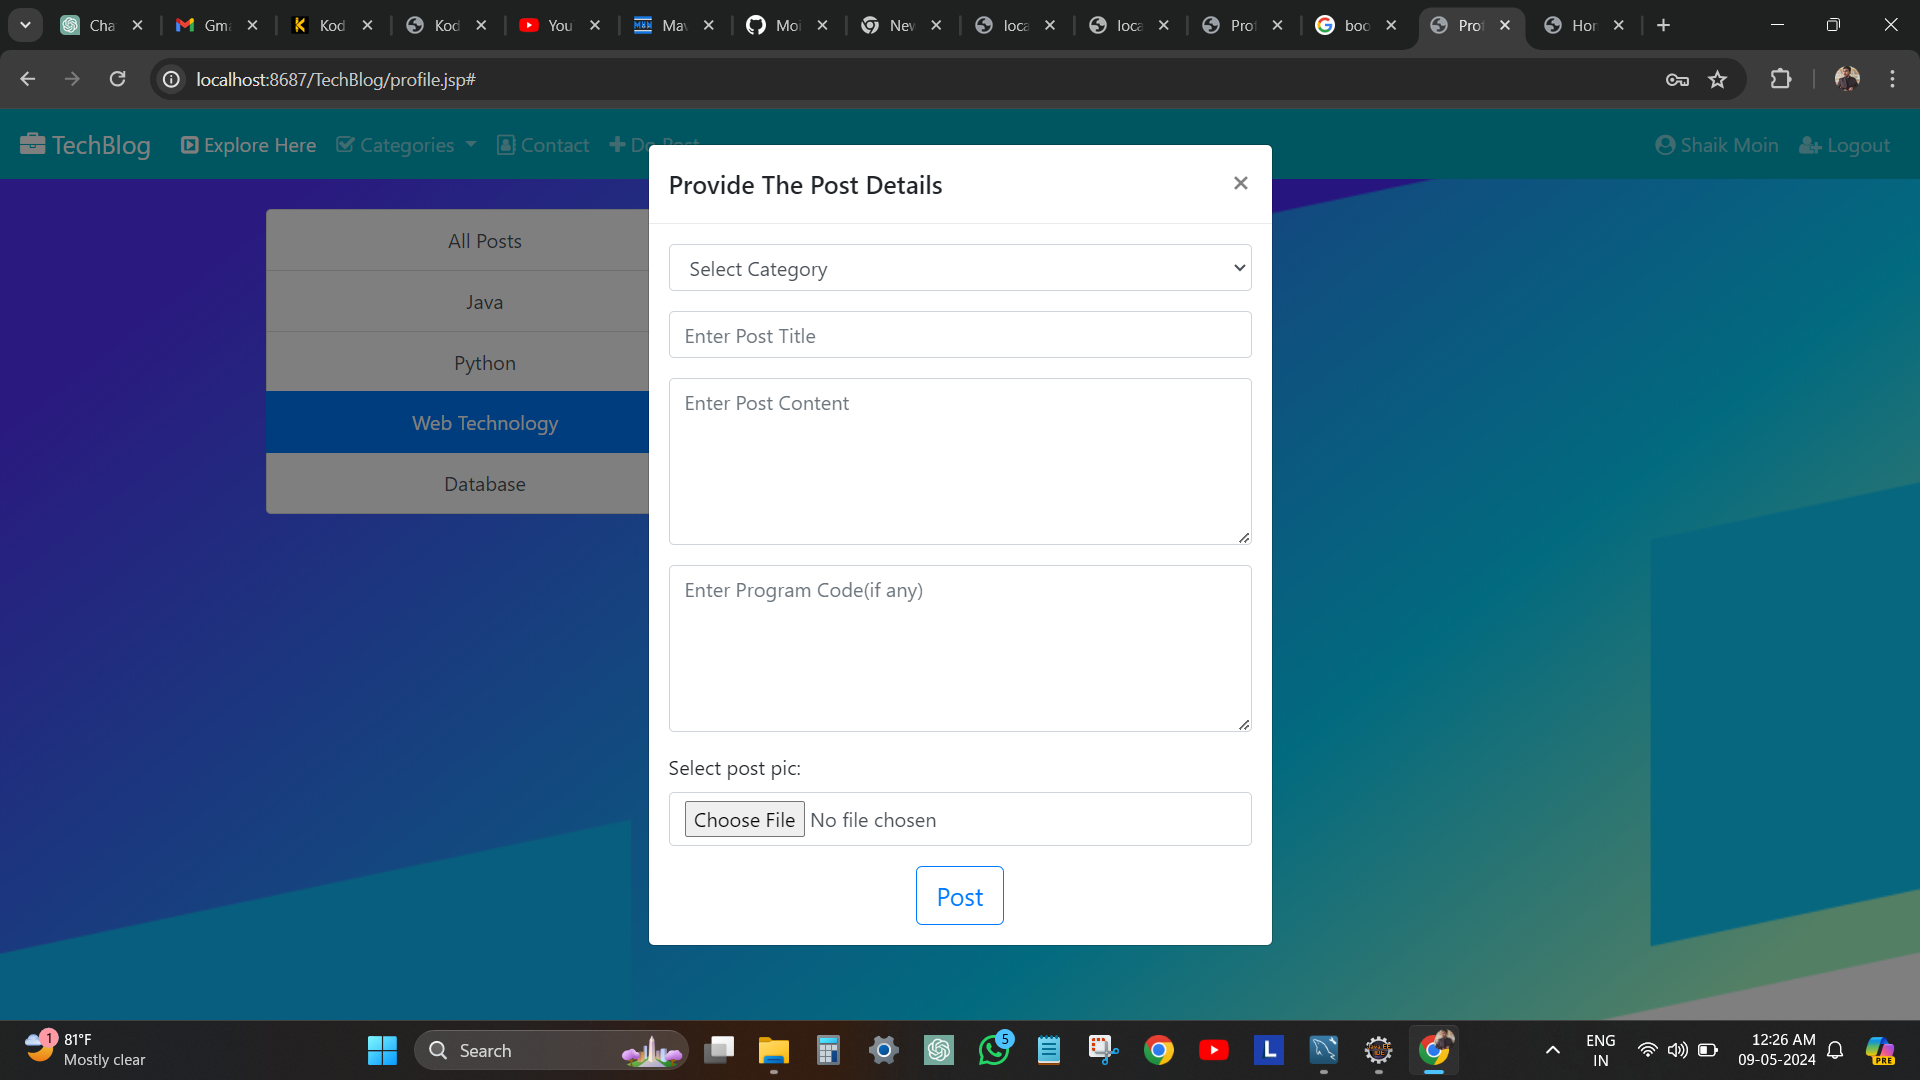 Cha
Gma
Kod
Kod
You
Mav
Moi
New
loca
loca
Prof
boo
Prof
Hom
localhost:8687/TechBlog/profile.jsp#
TechBlog Explore Here Categories Contact Do Post Shaik Moin Logout
Provide The Post Details
×
All Posts
Java
Python
Web Technology
Database
Select Category
Enter Post Title
Enter Post Content
Enter Program Code(if any)
Select post pic:
Choose File No file chosen
Post
1
81°F
Mostly clear
Search
5
L
ENG
IN
12:26 AM
09-05-2024
PRE